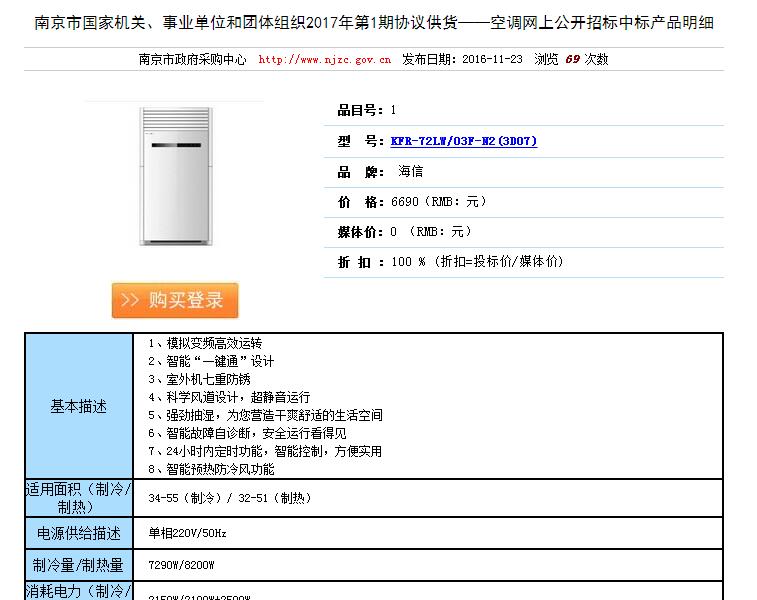 南京市国家机关、事业单位和团体组织2017年第1期协议供货——空调网上公开招标中标产品明细
南京市政府采购中心 http://www.njzc.gov.cn 发布日期：2016-11-23 浏览 69 次数
品目号：1
型 号：KFR-72LW/03F-N2(3D07)
品 牌： 海信
价 格：6690（RMB：元）
媒体价：0 （RMB：元）
折 扣 ：100 % (折扣=投标价/媒体价)
>> 购买登录
基本描述
1、模拟变频高效运转
2、智能“一键通”设计
3、室外机七重防锈
4、科学风道设计，超静音运行
5、强劲抽湿，为您营造干爽舒适的生活空间
6、智能故障自诊断，安全运行看得见
7、24小时内定时功能，智能控制，方便实用
8、智能预热防冷风功能
适用面积（制冷/
制热）
34-55（制冷）/ 32-51（制热）
电源供给描述
单相220V/50Hz
制冷量/制热量
7290W/8200W
消耗电力（制冷/
2150W/2100W+2500W